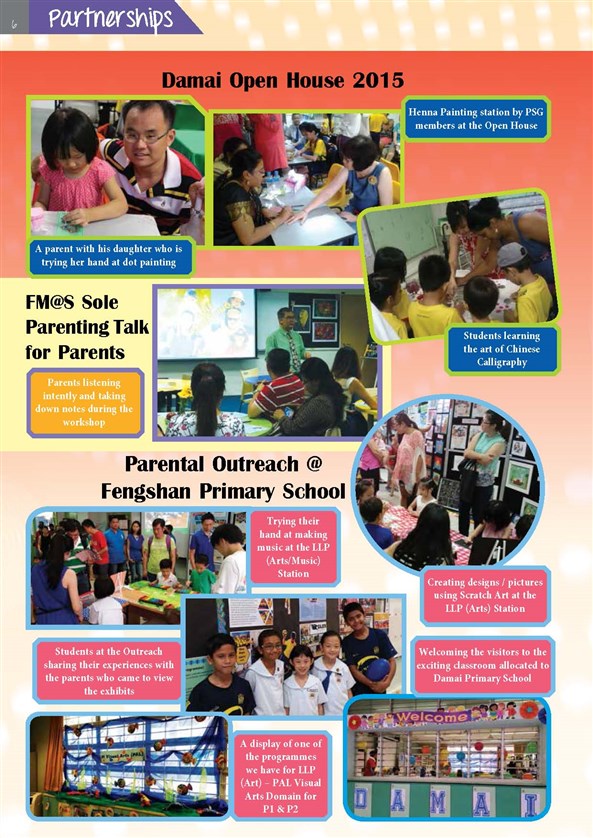 6
Partnerships
Damai Open House 2015
Henna Painting station by PSG
members at the Open House
A parent with his daughter who is
trying her hand at dot painting
Students learning
the art of Chinese
Calligraphy
FM@S Sole
Parenting Talk
for Parents
Parents listening
intently and taking
down notes during the
workshop
Parental Outreach @
Fengshan Primary School
Trying their
hand at making
music at the LLP
(Arts/Music)
Station
Creating designs / pictures
using Scratch Art at the
LLP (Arts) Station
Students at the Outreach
sharing their experiences with
the parents who came to view
the exhibits
Welcoming the visitors to the
exciting classroom allocated to
Damai Primary School
A display of one of
the programmes
we have for LLP
(Art) – PAL Visual
Arts Domain for
P1 & P2
Welcome
DAMAI